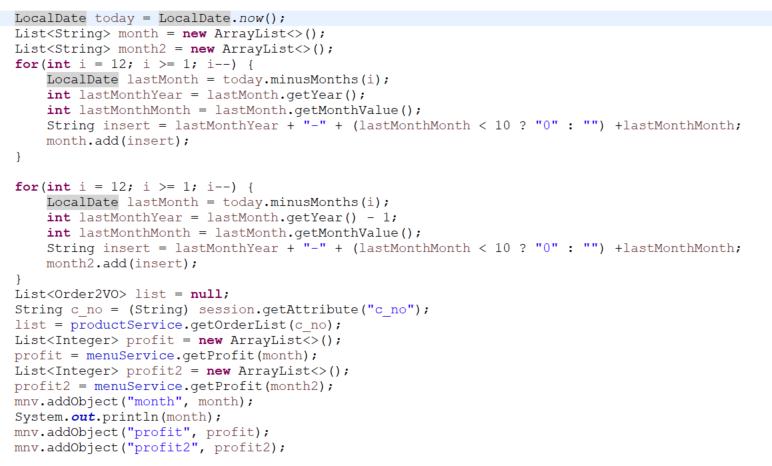 LocalDate today = LocalDate.now();
List<String> month = new ArrayList<>();
List<String> month2 = new ArrayList<>();
for(int i = 12; i >= 1; i--) {
    LocalDate lastMonth = today.minusMonths(i);
    int lastMonthYear = lastMonth.getYear();
    int lastMonthMonth = lastMonth.getMonthValue();
    String insert = lastMonthYear + "-" + (lastMonthMonth < 10 ? "0" : "") +lastMonthMonth;
    month.add(insert);
}

for(int i = 12; i >= 1; i--) {
    LocalDate lastMonth = today.minusMonths(i);
    int lastMonthYear = lastMonth.getYear() - 1;
    int lastMonthMonth = lastMonth.getMonthValue();
    String insert = lastMonthYear + "-" + (lastMonthMonth < 10 ? "0" : "") +lastMonthMonth;
    month2.add(insert);
}
List<Order2VO> list = null;
String c_no = (String) session.getAttribute("c_no");
list = productService.getOrderList(c_no);
List<Integer> profit = new ArrayList<>();
profit = menuService.getProfit(month);
List<Integer> profit2 = new ArrayList<>();
profit2 = menuService.getProfit(month2);
mnv.addObject("month", month);
System.out.println(month);
mnv.addObject("profit", profit);
mnv.addObject("profit2", profit2);